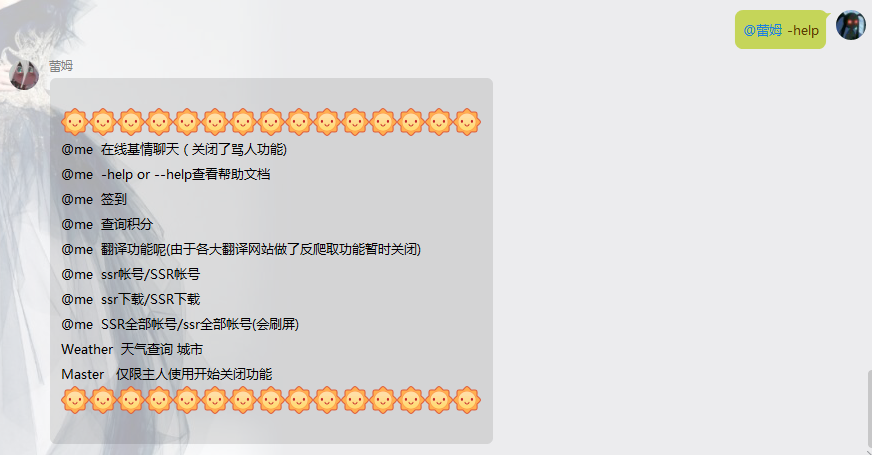 @蕾姆 -help
蕾姆
@me 在线基情聊天（关闭了骂人功能)
@me -help or --help查看帮助文档
@me 签到
@me 查询积分
@me 翻译功能呢(由于各大翻译网站做了反爬取功能暂时关闭)
@me ssr帐号/SSR帐号
@me ssr下载/SSR下载
@me SSR全部帐号/ssr全部帐号(会刷屏)
Weather 天气查询 城市
Master 仅限主人使用开始关闭功能